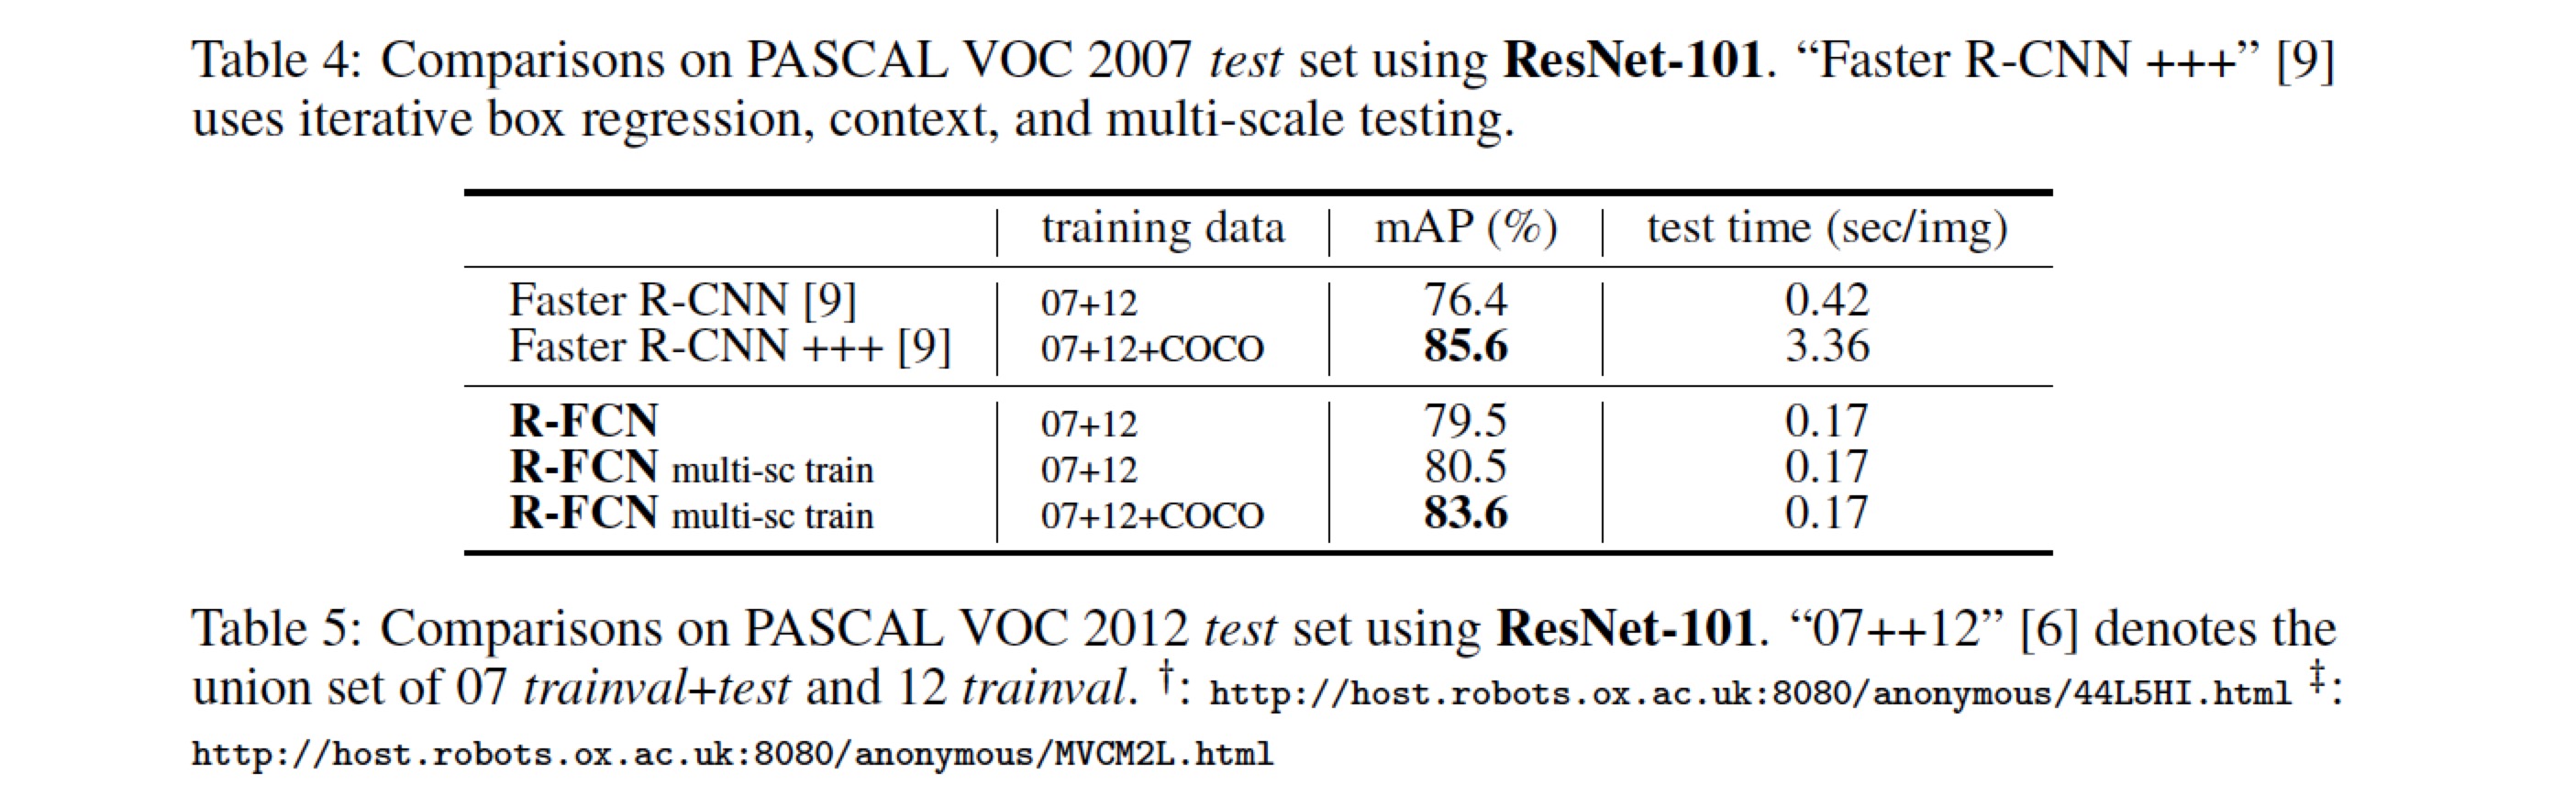 Table 4: Comparisons on PASCAL VOC 2007 test set using ResNet-101. “Faster R-CNN +++” [9]
uses iterative box regression, context, and multi-scale testing.
training data mAP (%) test time (sec/img)
Faster R-CNN [9] 07+12 76.4 0.42
Faster R-CNN +++ [9] 07+12+COCO 85.6 3.36
R-FCN 07+12 79.5 0.17
R-FCN multi-sc train 07+12 80.5 0.17
R-FCN multi-sc train 07+12+COCO 83.6 0.17
Table 5: Comparisons on PASCAL VOC 2012 test set using ResNet-101. “07++12” [6] denotes the
union set of 07 trainval+test and 12 trainval. †: http://host.robots.ox.ac.uk:8080/anonymous/44L5HI.html ‡:
http://host.robots.ox.ac.uk:8080/anonymous/MVCM2L.html